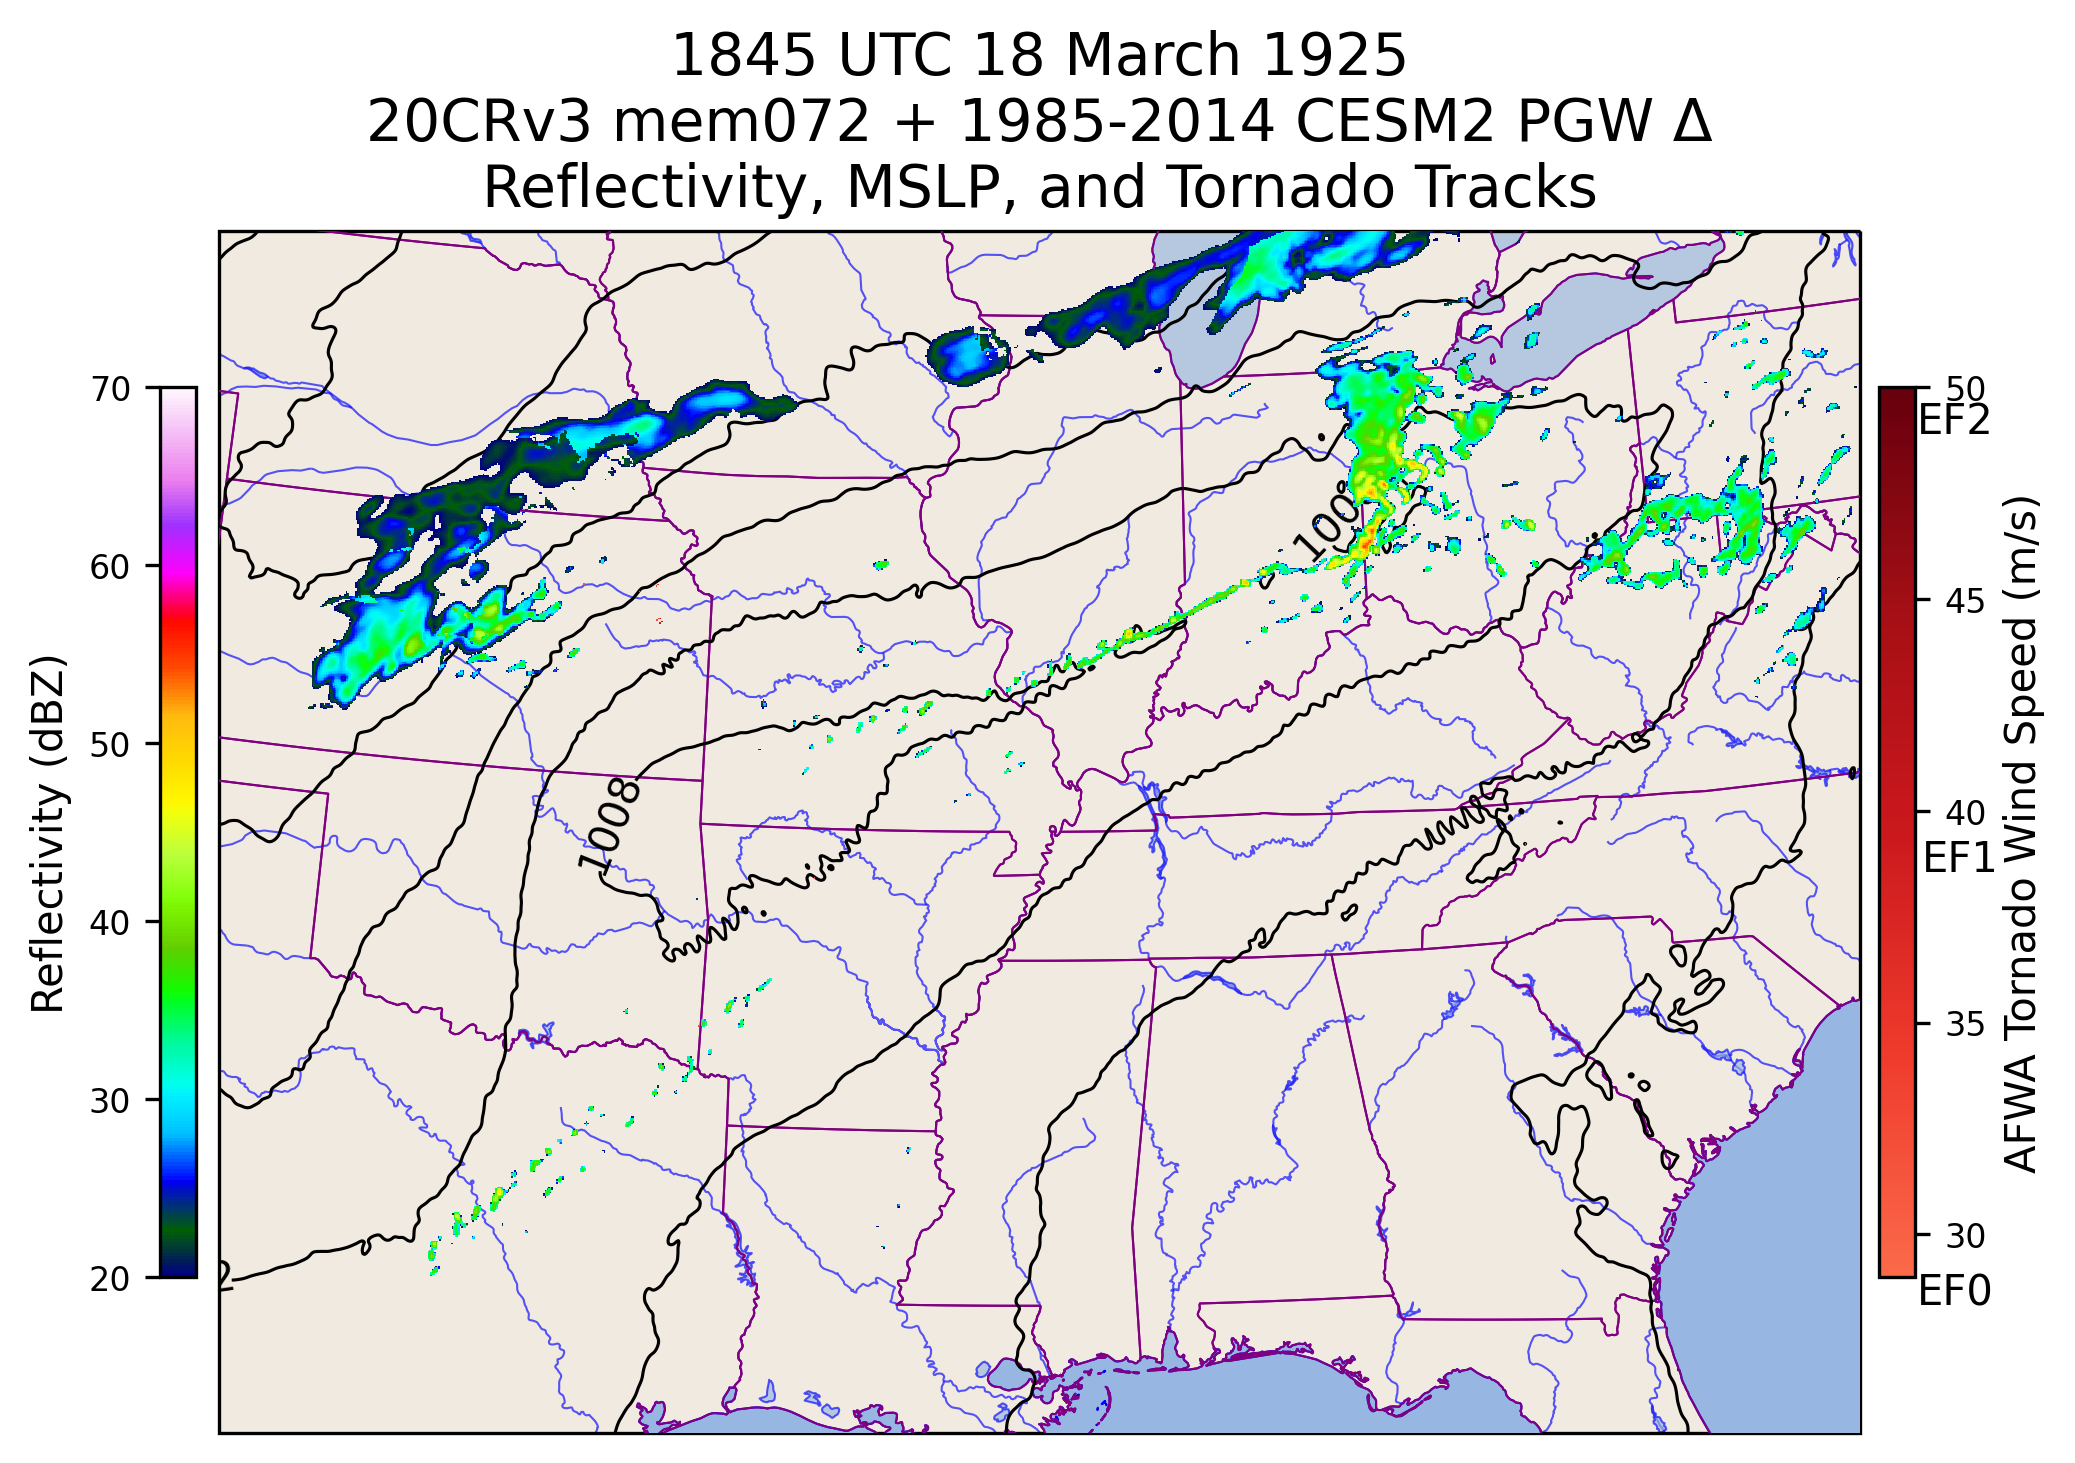 1845 UTC 18 March 1925
20CRv3 mem072 + 1985-2014 CESM2 PGW Δ
Reflectivity, MSLP, and Tornado Tracks
70
60
50
40
30
20
Reflectivity (dBZ)
1008
1008
50
EF2
45
40
EF1
35
30
EF0
AFWA Tornado Wind Speed (m/s)